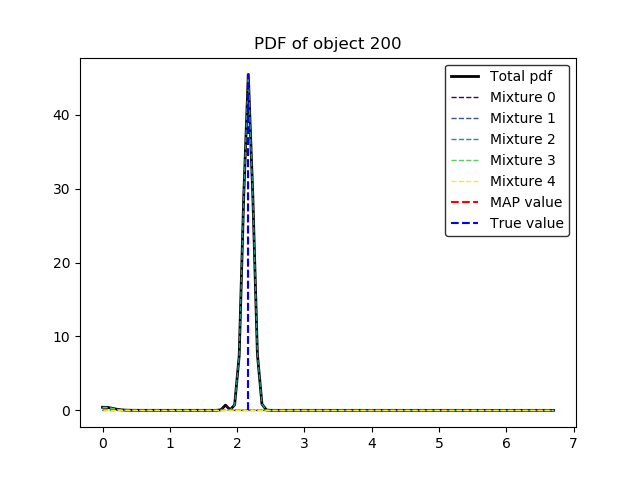 PDF of object 200
Total pdf
Mixture 0
Mixture 1
Mixture 2
Mixture 3
Mixture 4
MAP value
True value
40
30
20
10
0
0 1 2 3 4 5 6 7